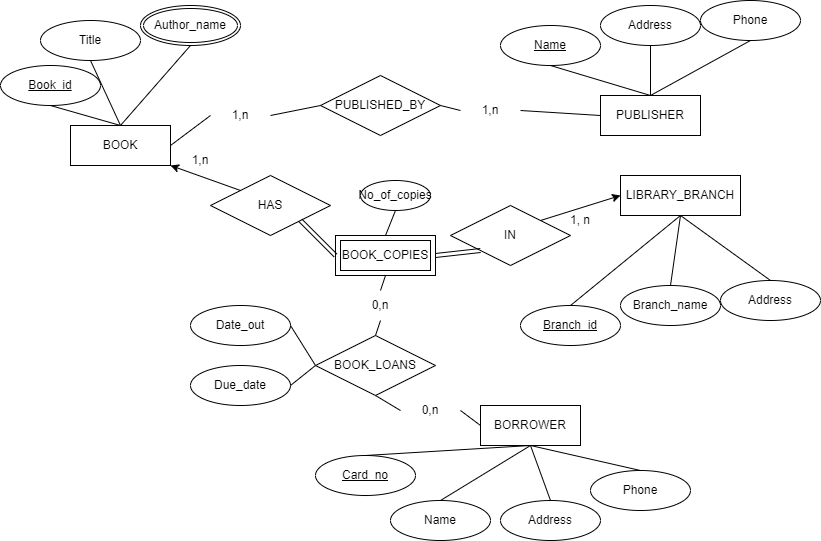 Author_name
Title
Book_id
BOOK
Name
Address
Phone
PUBLISHER
1,n
PUBLISHED_BY
1,n
1,n
HAS
No_of_copies
BOOK_COPIES
IN
1, n
LIBRARY_BRANCH
Branch_id
Branch_name
Address
0,n
Date_out
Due_date
BOOK_LOANS
0,n
BORROWER
Card_no
Name
Address
Phone